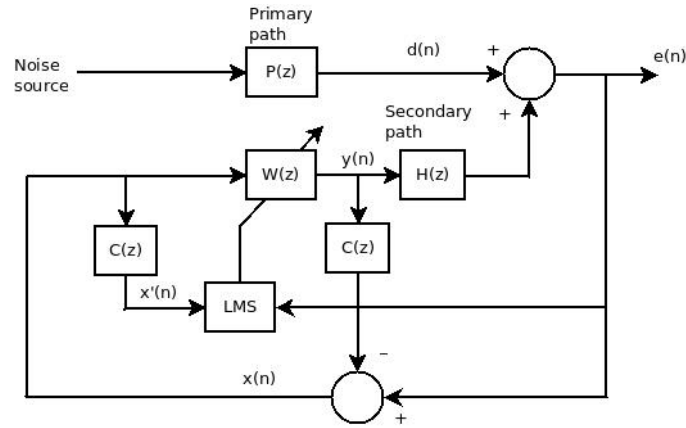 Primary
path
Noise
source
P(z)
d(n)
+
e(n)
+
Secondary
path
W(z)
y(n)
H(z)
C(z)
C(z)
x'(n)
LMS
–
x(n)
+